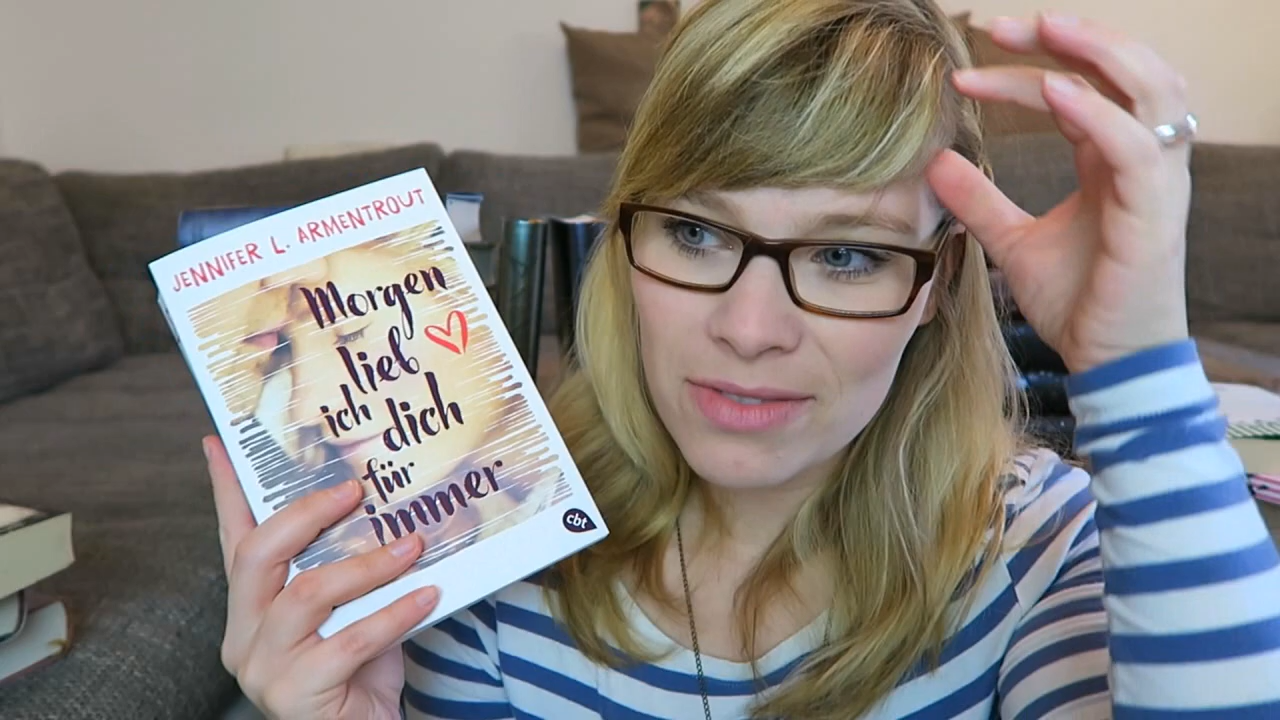 JENNIFER L. ARMENTROUT
Morgen
lieb
ich dich
für
immer
cbt